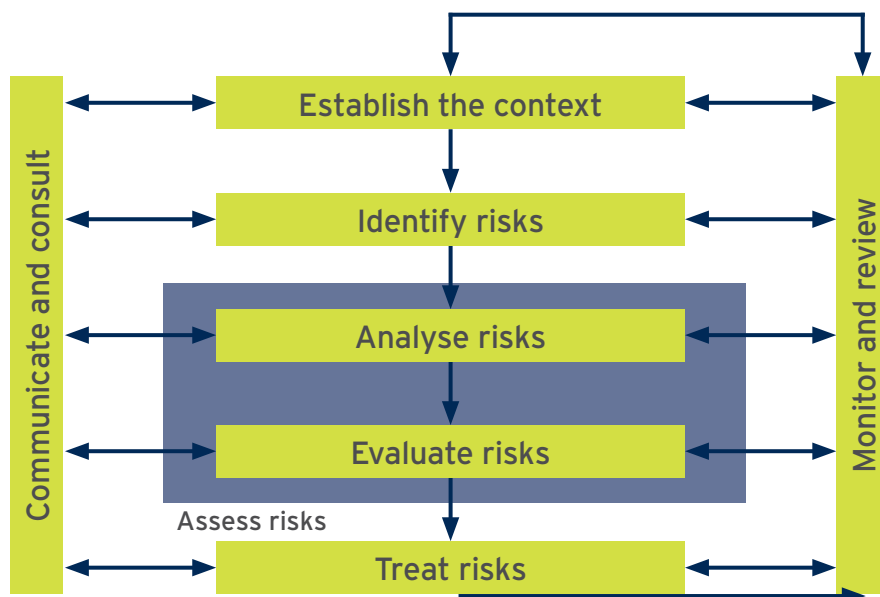 Establish the context
Communicate and consult
Identify risks
Monitor and review
Analyse risks
Evaluate risks
Assess risks
Treat risks